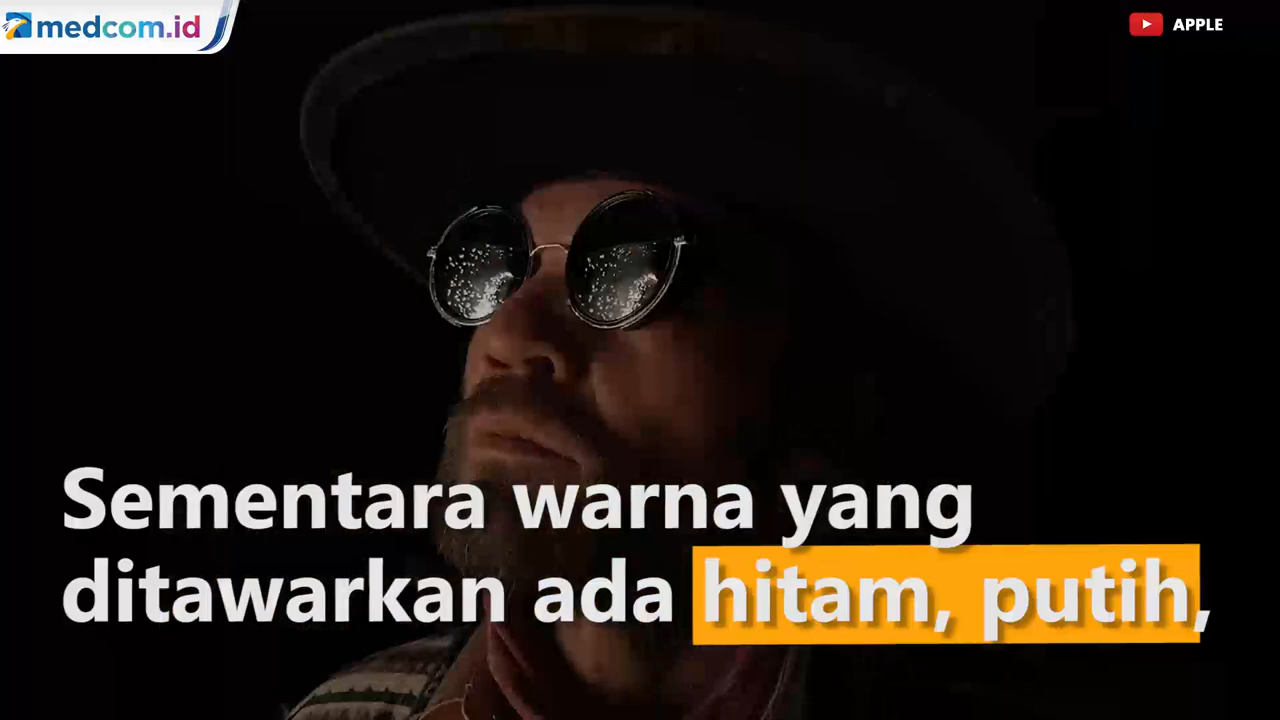 medcom.id
APPLE
Sementara warna yang
ditawarkan ada hitam, putih,